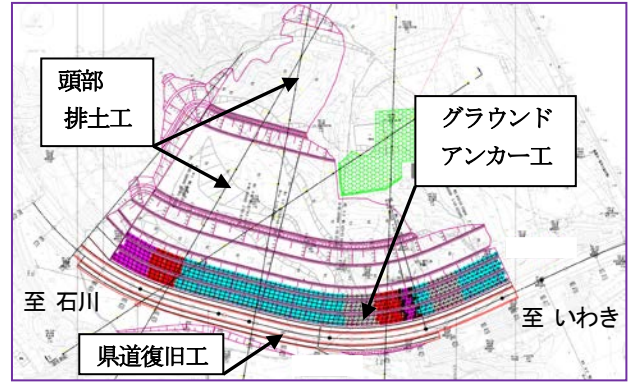 頭部
排土工
グラウンド
アンカー工
至 石川
至 いわき
県道復旧工